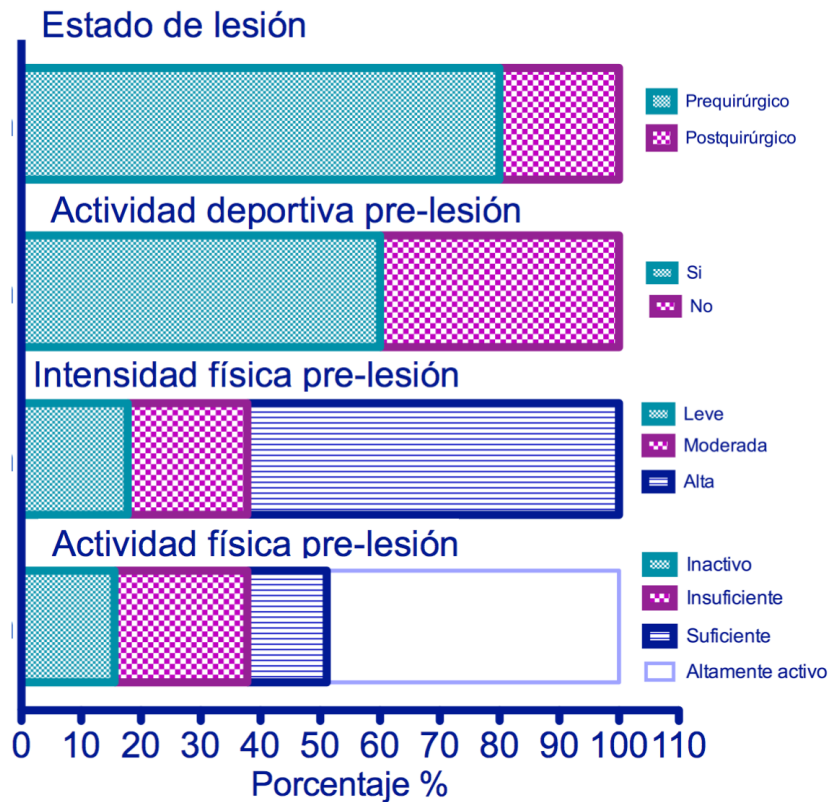 Estado de lesión
Prequirúrgico
Postquirúrgico
Actividad deportiva pre-lesión
Si
No
Intensidad física pre-lesión
Leve
Moderada
Alta
Actividad física pre-lesión
Inactivo
Insuficiente
Suficiente
Altamente activo
0 10 20 30 40 50 60 70 80 90 100 110
Porcentaje %